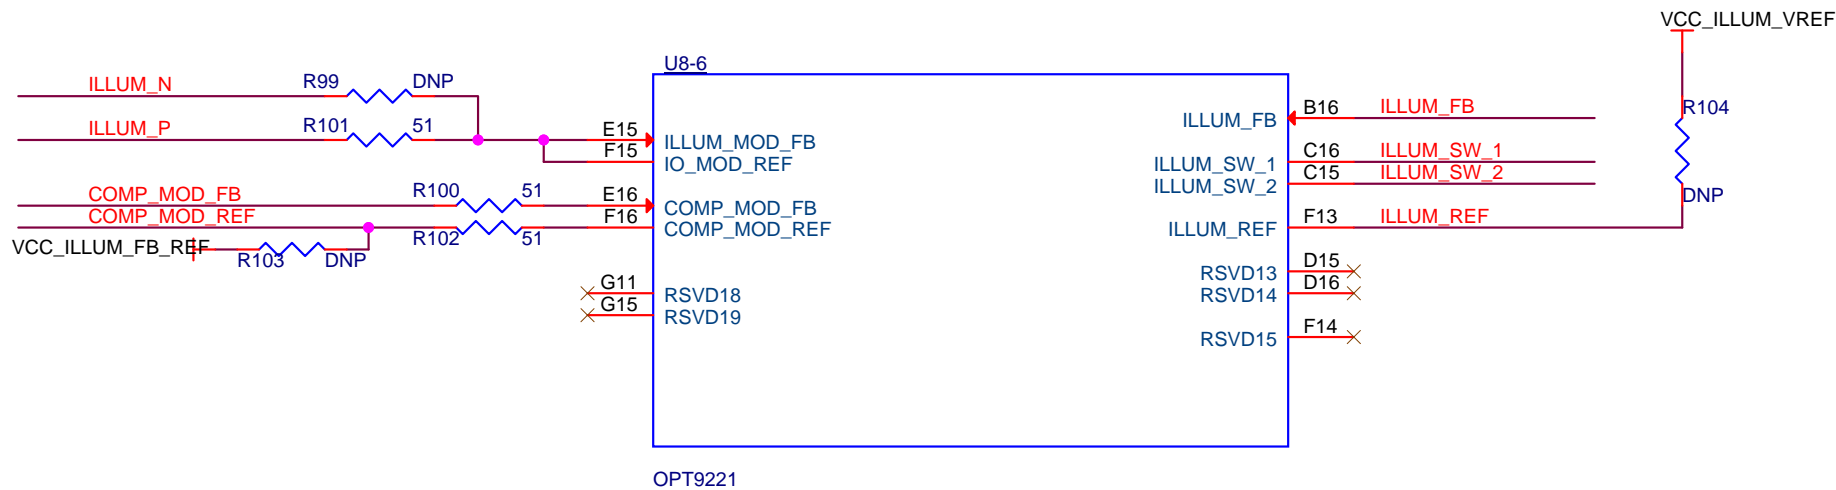 VCC_ILLUM_VREF
U8-6
ILLUM_N R99 DNP
ILLUM_P R101 51
E15 ILLUM_MOD_FB
F15 IO_MOD_REF
COMP_MOD_FB R100 51 E16 COMP_MOD_FB
COMP_MOD_REF R102 51 F16 COMP_MOD_REF
VCC_ILLUM_FB_REF R103 DNP
G11 RSVD18
G15 RSVD19
ILLUM_FB B16 ILLUM_FB
R104
ILLUM_SW_1 C16 ILLUM_SW_1
ILLUM_SW_2 C15 ILLUM_SW_2
DNP
ILLUM_REF F13 ILLUM_REF
RSVD13 D15
RSVD14 D16
RSVD15 F14
OPT9221